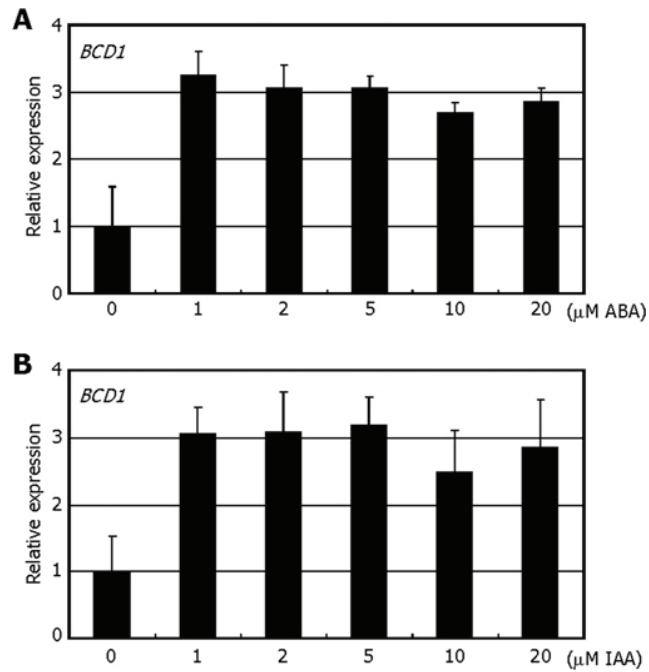 A
4
BCD1
3
Relative expression
2
1
0
0 1 2 5 10 20 (μM ABA)
B
4
BCD1
3
Relative expression
2
1
0
0 1 2 5 10 20 (μM IAA)